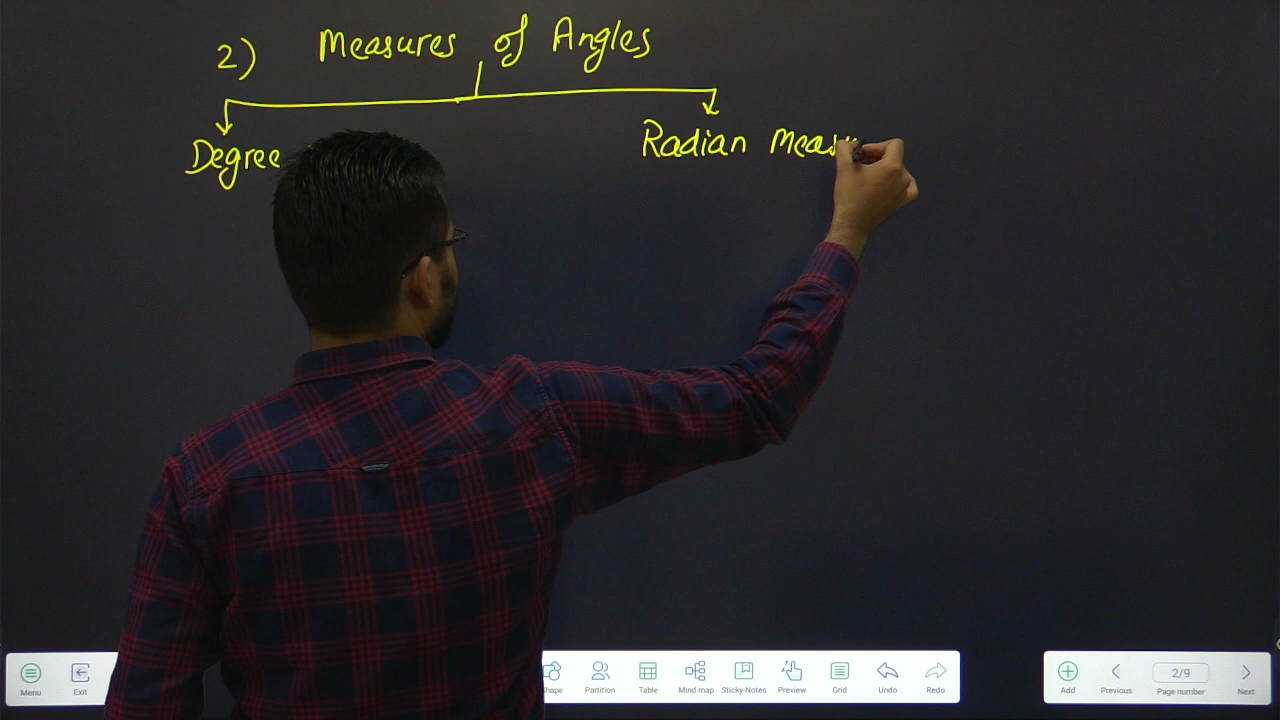 2) Measures of Angles
Degree
Radian Meas
Menu
Exit
Partition
Table
Mind map
Sticky-Notes
Preview
Grid
Undo
Redo
Add
Previous
2/9
Page number
Next